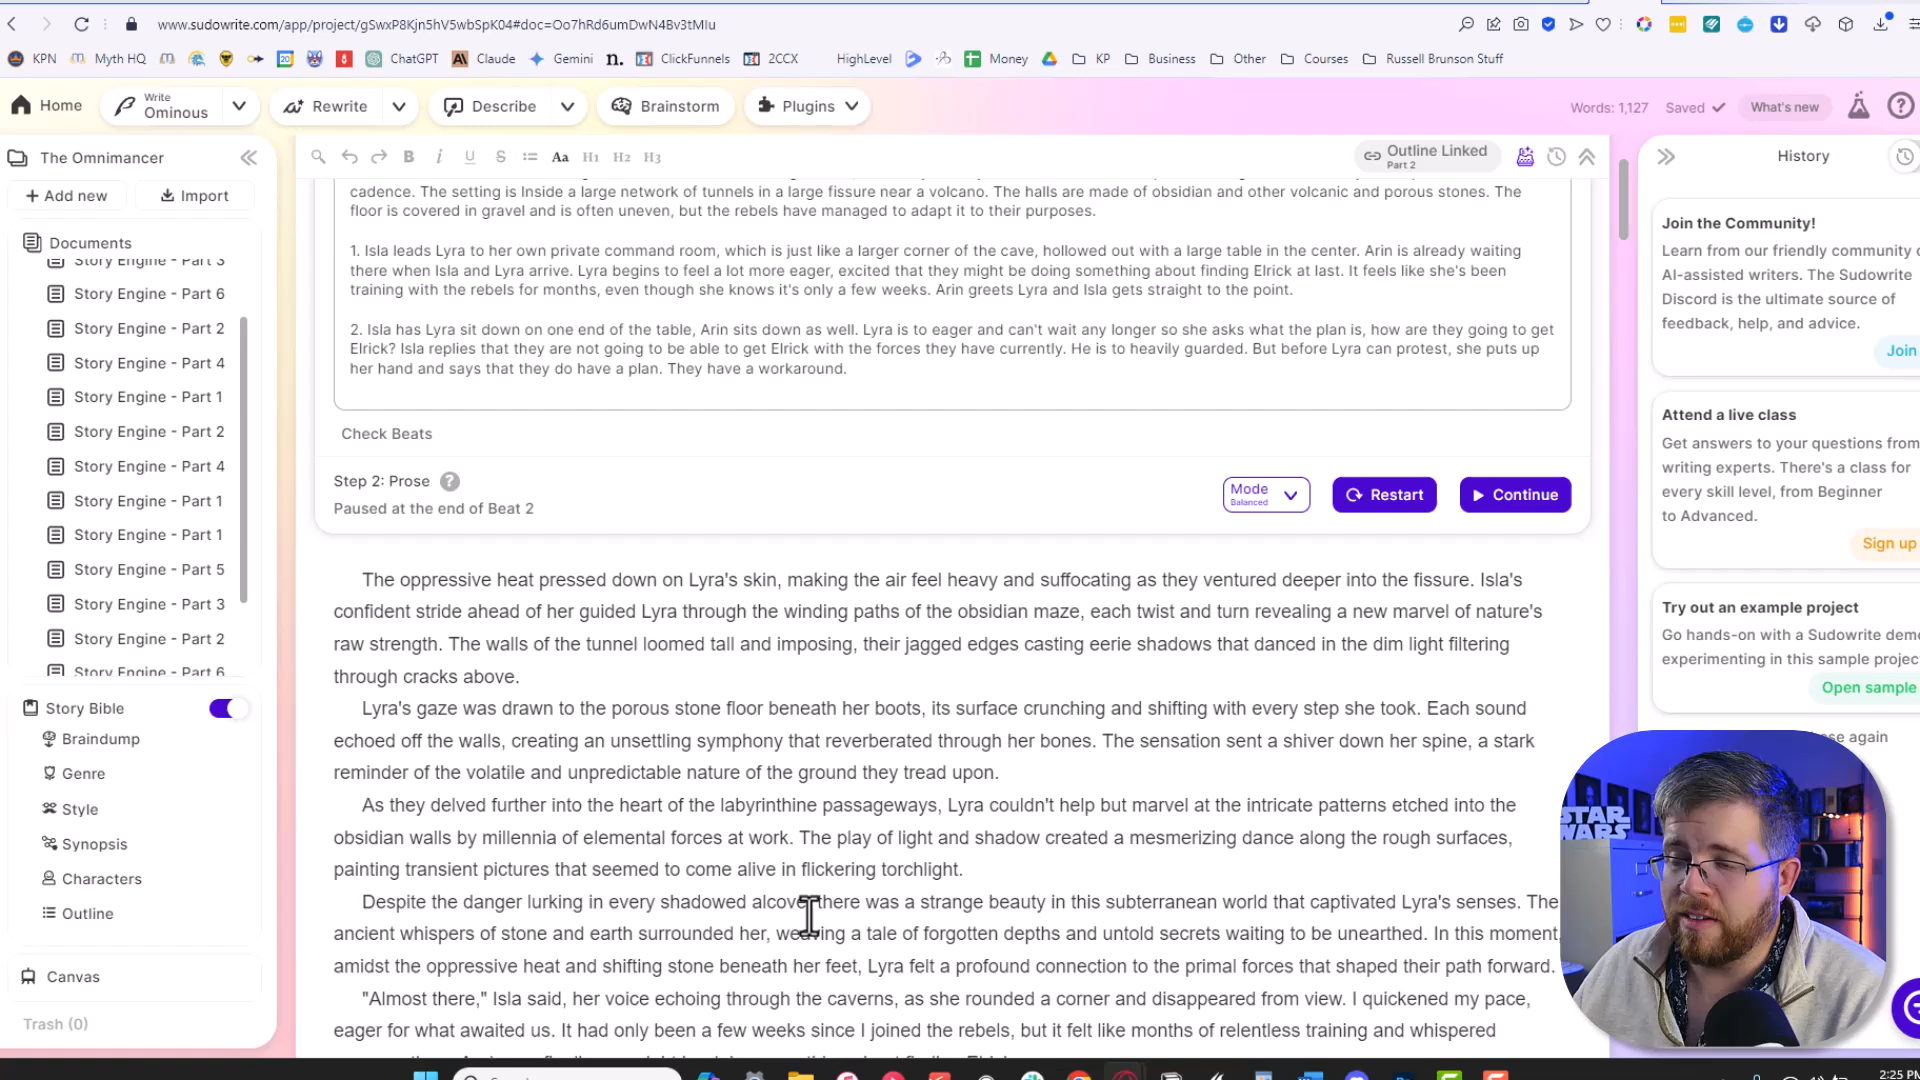 www.sudowrite.com/app/project/gSwxP8Kjn5hV5wbSpK04#doc=Oo7hRd6umDwN4Bv3tMIu
KPN Myth HQ 20 ChatGPT Claude Gemini n. ClickFunnels 2CCX HighLevel Money KP Business Other Courses Russell Brunson Stuff
Home Write Ominous Rewrite Describe Brainstorm Plugins Words: 1,127 Saved What's new
The Omnimancer
Add new Import
Documents
Story Engine - Part 3
Story Engine - Part 6
Story Engine - Part 2
Story Engine - Part 4
Story Engine - Part 1
Story Engine - Part 2
Story Engine - Part 4
Story Engine - Part 1
Story Engine - Part 1
Story Engine - Part 5
Story Engine - Part 3
Story Engine - Part 2
Story Engine - Part 6
Story Bible
Braindump
Genre
Style
Synopsis
Characters
Outline
Canvas
Trash (0)
B i U S Aa H1 H2 H3
Outline Linked
Part 2
cadence. The setting is Inside a large network of tunnels in a large fissure near a volcano. The halls are made of obsidian and other volcanic and porous stones. The
floor is covered in gravel and is often uneven, but the rebels have managed to adapt it to their purposes.
1. Isla leads Lyra to her own private command room, which is just like a larger corner of the cave, hollowed out with a large table in the center. Arin is already waiting
there when Isla and Lyra arrive. Lyra begins to feel a lot more eager, excited that they might be doing something about finding Elrick at last. It feels like she's been
training with the rebels for months, even though she knows it's only a few weeks. Arin greets Lyra and Isla gets straight to the point.
2. Isla has Lyra sit down on one end of the table, Arin sits down as well. Lyra is to eager and can't wait any longer so she asks what the plan is, how are they going to get
Elrick? Isla replies that they are not going to be able to get Elrick with the forces they have currently. He is to heavily guarded. But before Lyra can protest, she puts up
her hand and says that they do have a plan. They have a workaround.
Check Beats
Step 2: Prose ?
Paused at the end of Beat 2
Mode
Balanced
Restart
Continue
The oppressive heat pressed down on Lyra's skin, making the air feel heavy and suffocating as they ventured deeper into the fissure. Isla's
confident stride ahead of her guided Lyra through the winding paths of the obsidian maze, each twist and turn revealing a new marvel of nature's
raw strength. The walls of the tunnel loomed tall and imposing, their jagged edges casting eerie shadows that danced in the dim light filtering
through cracks above.
Lyra's gaze was drawn to the porous stone floor beneath her boots, its surface crunching and shifting with every step she took. Each sound
echoed off the walls, creating an unsettling symphony that reverberated through her bones. The sensation sent a shiver down her spine, a stark
reminder of the volatile and unpredictable nature of the ground they tread upon.
As they delved further into the heart of the labyrinthine passageways, Lyra couldn't help but marvel at the intricate patterns etched into the
obsidian walls by millennia of elemental forces at work. The play of light and shadow created a mesmerizing dance along the rough surfaces,
painting transient pictures that seemed to come alive in flickering torchlight.
Despite the danger lurking in every shadowed alcove there was a strange beauty in this subterranean world that captivated Lyra's senses. The
ancient whispers of stone and earth surrounded her, a tale of forgotten depths and untold secrets waiting to be unearthed. In this moment,
amidst the oppressive heat and shifting stone beneath her feet, Lyra felt a profound connection to the primal forces that shaped their path forward.
"Almost there," Isla said, her voice echoing through the caverns, as she rounded a corner and disappeared from view. I quickened my pace,
eager for what awaited us. It had only been a few weeks since I joined the rebels, but it felt like months of relentless training and whispered
History
Join the Community!
Learn from our friendly community
AI-assisted writers. The Sudowrite
Discord is the ultimate source of
feedback, help, and advice.
Join
Attend a live class
Get answers to your questions from
writing experts. There's a class for
every skill level, from Beginner
to Advanced.
Sign up
Try out an example project
Go hands-on with a Sudowrite
experimenting in this sample project
Open sample
again
STAR
WARS
2:25 PM